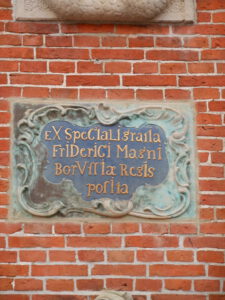 EX SpeCIaLI graTIa
FrIDerICI MagnI
BorVssIæ RegIs
posIta